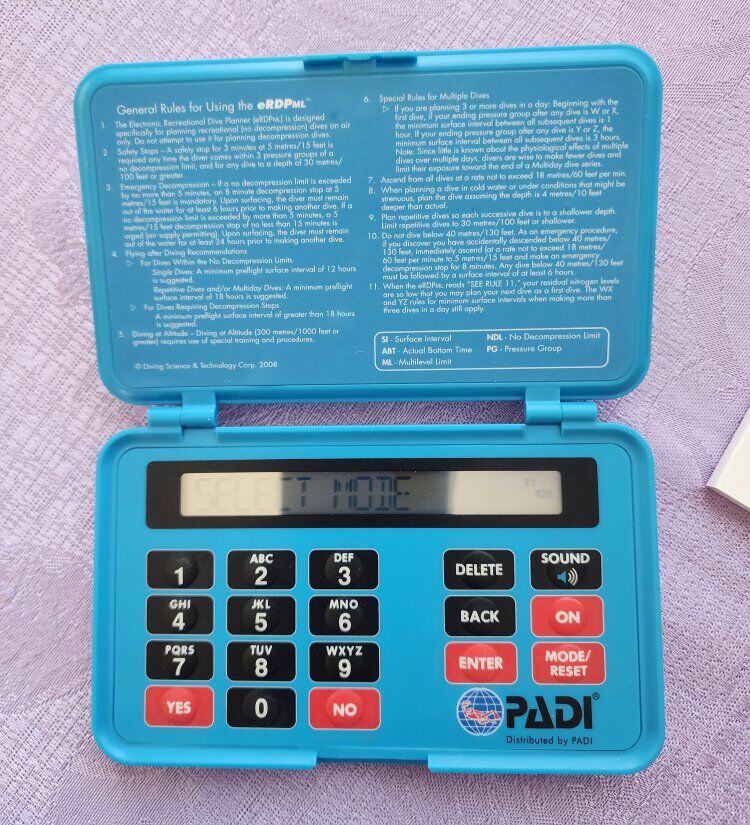 General Rules for Using the eRDPML™
1. The Electronic Recreational Dive Planner (eRDPML) is designed
specifically for planning recreational (no decompression) dives on air
only. Do not attempt to use it for planning decompression dives.
2 Safety Stops – A safety stop for 3 minutes at 5 metres/15 feet is
required any time the diver comes within 3 pressure groups of a
no decompression limit, and for any dive to a depth of 30 metres/
100 feet or greater.
3. Emergency Decompression – If a no decompression limit is exceeded
by no more than 5 minutes, an 8 minute decompression stop at 5
metres/15 feet is mandatory. Upon surfacing, the diver must remain
out of the water for at least 6 hours prior to making another dive. If a
no decompression limit is exceeded by more than 5 minutes, a 5
metres/15 feet decompression stop of no less than 15 minutes is
urged (air supply permitting). Upon surfacing, the diver must remain
out of the water for at least 24 hours prior to making another dive.
4. Flying after Diving Recommendations
▷ For Dives Within the No Decompression Limits
Single Dives: A minimum preflight surface interval of 12 hours
is suggested.
Repetitive Dives and/or Multiday Dives: A minimum preflight
surface interval of 18 hours is suggested.
▷ For Dives Requiring Decompression Stops
A minimum preflight surface interval of greater than 18 hours
is suggested.
5. Diving at Altitude – Diving at Altitude (300 metres/1000 feet or
greater) requires use of special training and procedures.
© Diving Science & Technology Corp. 2008
6. Special Rules for Multiple Dives
▷ If you are planning 3 or more dives in a day: Beginning with the
first dive, if your ending pressure group after any dive is W or X,
the minimum surface interval between all subsequent dives is 1
hour. If your ending pressure group after any dive is Y or Z, the
minimum surface interval between all subsequent dives is 3 hours.
Note: Since little is known about the physiological effects of multiple
dives over multiple days, divers are wise to make fewer dives and
limit their exposure toward the end of a Multiday dive series.
7. Ascend from all dives at a rate not to exceed 18 metres/60 feet per min.
8. When planning a dive in cold water or under conditions that might be
strenuous, plan the dive assuming the depth is 4 metres/10 feet
deeper than actual.
9. Plan repetitive dives so each successive dive is to a shallower depth.
Limit repetitive dives to 30 metres/100 feet or shallower.
10. Do not dive below 40 metres/130 feet. As an emergency procedure,
if you discover you have accidentally descended below 40 metres/
130 feet, immediately ascend (at a rate not to exceed 18 metres/
60 feet per minute to 5 metres/15 feet and make an emergency
decompression stop for 8 minutes. Any dive below 40 metres/130 feet
must be followed by a surface interval of at least 6 hours.
11. When the eRDPML reads "SEE RULE 11," your residual nitrogen levels
are so low that you may plan your next dive as a first dive. The WX
and YZ rules for minimum surface intervals when making more than
three dives in a day still apply.
SI - Surface Interval NDL - No Decompression Limit
ABT - Actual Bottom Time PG - Pressure Group
ML - Multilevel Limit
SELECT MODE FT
1 ABC 2 DEF 3 DELETE SOUND
GHI 4 JKL 5 MNO 6 BACK ON
PQRS 7 TUV 8 WXYZ 9 ENTER MODE/
RESET
YES 0 NO
PADI®
Distributed by PADI